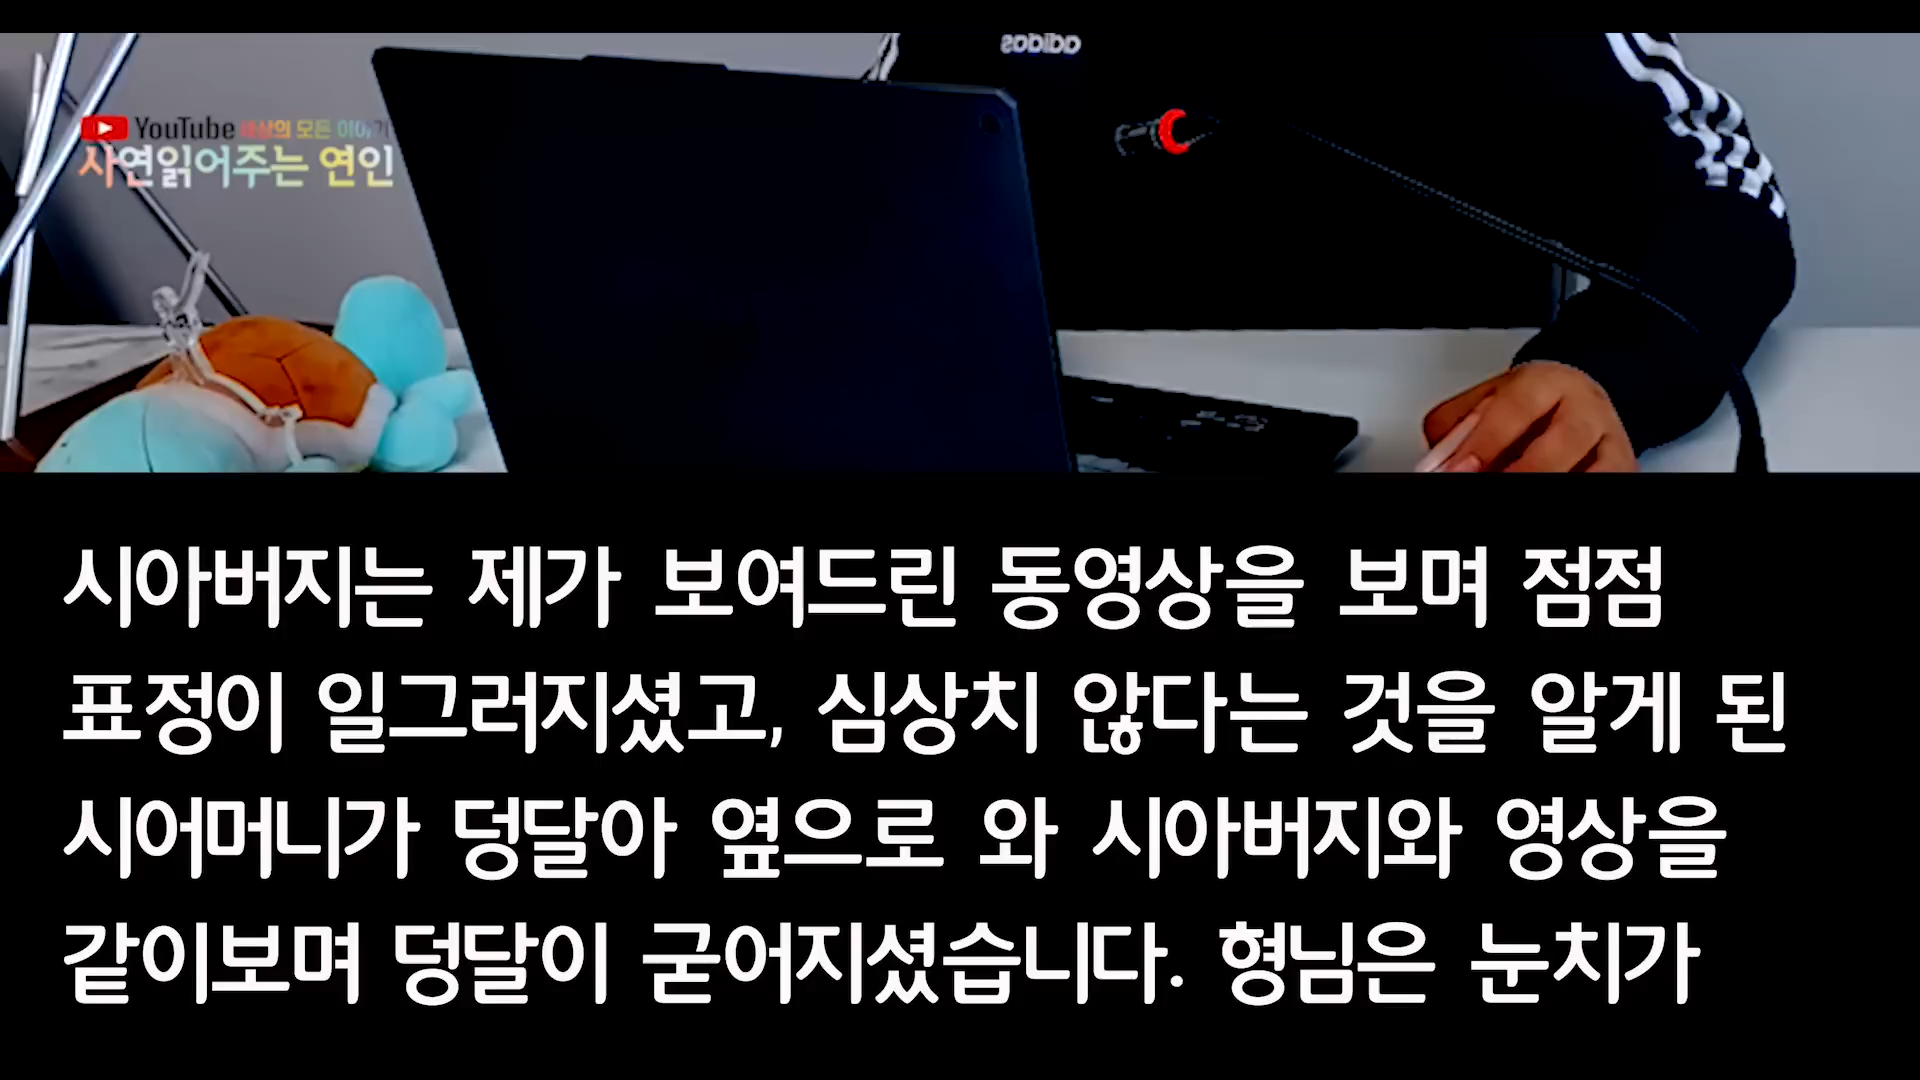 adidas
YouTube 세상의 모든 이야기
사연읽어주는 연인
시아버지는 제가 보여드린 동영상을 보며 점점
표정이 일그러지셨고, 심상치 않다는 것을 알게 된
시어머니가 덩달아 옆으로 와 시아버지와 영상을
같이보며 덩달이 굳어지셨습니다. 형님은 눈치가